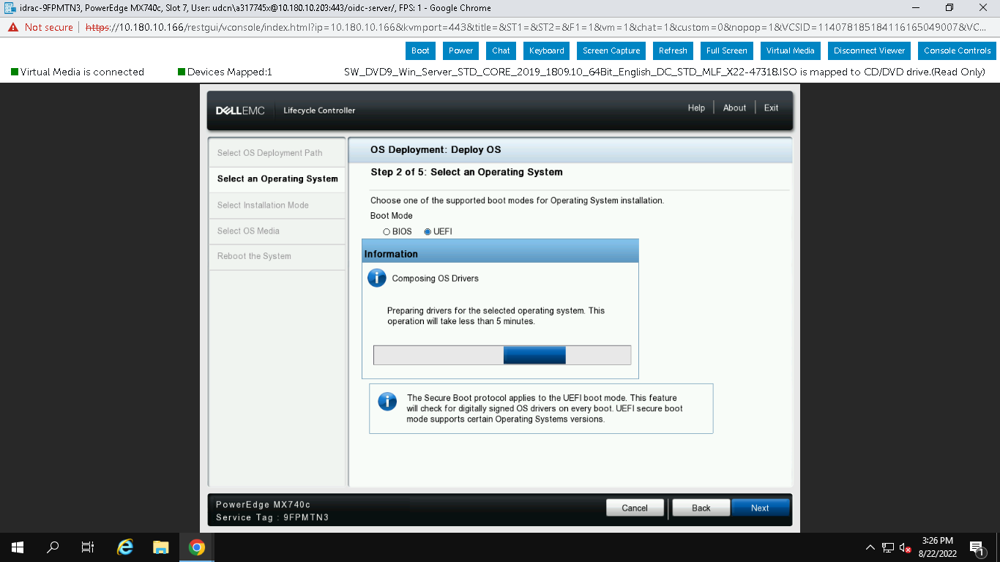 idrac-9FPMTN3, PowerEdge MX740c, Slot 7, User: udcn\a317745x@10.180.10.203:443/oidc-server/, FPS: 1 - Google Chrome
Not secure | https://10.180.10.166/restgui/vconsole/index.html?ip=10.180.10.166&kvmport=443&title=&ST1=&ST2=&F1=1&vm=1&chat=1&custom=0&nopop=1&VCSID=114078185184116165049007&VC...
Boot Power Chat Keyboard Screen Capture Refresh Full Screen Virtual Media Disconnect Viewer Console Controls
Virtual Media is connected Devices Mapped:1 SW_DVD9_Win_Server_STD_CORE_2019_1809.10_64Bit_English_DC_STD_MLF_X22-47318.ISO is mapped to CD/DVD drive.(Read Only)
DELLEMC Lifecycle Controller Help About Exit
Select OS Deployment Path
Select an Operating System
Select Installation Mode
Select OS Media
Reboot the System
OS Deployment: Deploy OS
Step 2 of 5: Select an Operating System
Choose one of the supported boot modes for Operating System installation.
Boot Mode
BIOS UEFI
Information
Composing OS Drivers
Preparing drivers for the selected operating system. This
operation will take less than 5 minutes.
The Secure Boot protocol applies to the UEFI boot mode. This feature
will check for digitally signed OS drivers on every boot. UEFI secure boot
mode supports certain Operating Systems versions.
PowerEdge MX740c
Service Tag : 9FPMTN3
Cancel Back Next
3:26 PM
8/22/2022
1